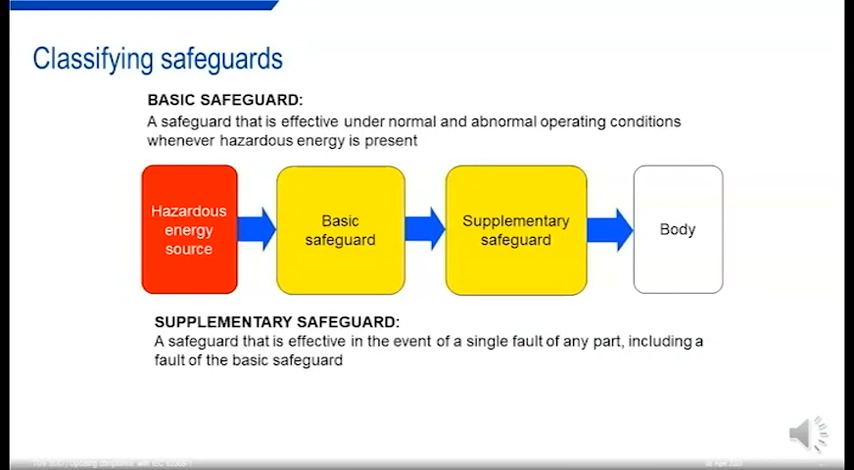 Classifying safeguards
BASIC SAFEGUARD:
A safeguard that is effective under normal and abnormal operating conditions
whenever hazardous energy is present
Hazardous
energy
source
Basic
safeguard
Supplementary
safeguard
Body
SUPPLEMENTARY SAFEGUARD:
A safeguard that is effective in the event of a single fault of any part, including a
fault of the basic safeguard